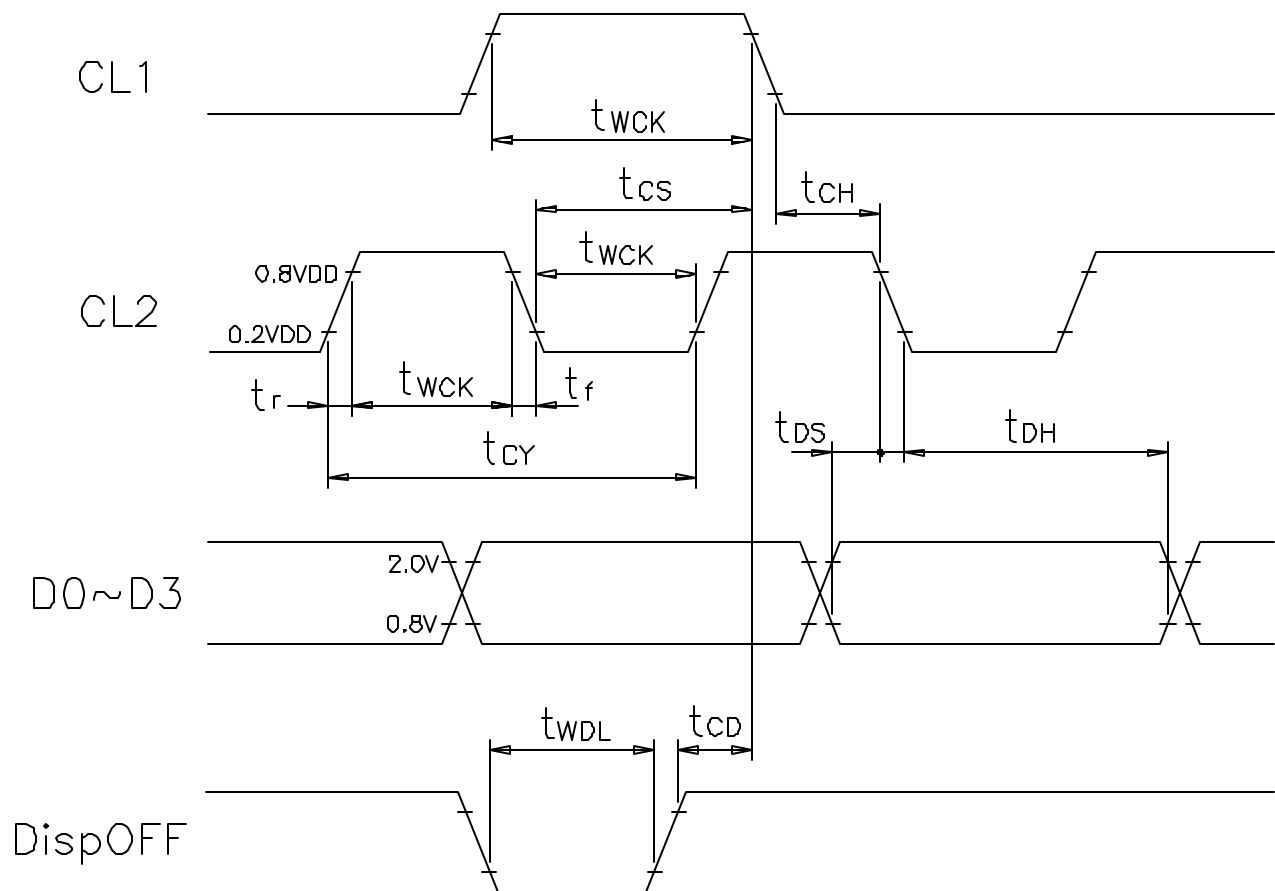 CL1
tWCK
tCS
tCH
tWCK
0.8VDD
CL2
0.2VDD
tr
tWCK
tf
tDS
tDH
tCY
2.0V
D0~D3
0.8V
tWDL
tCD
DispOFF